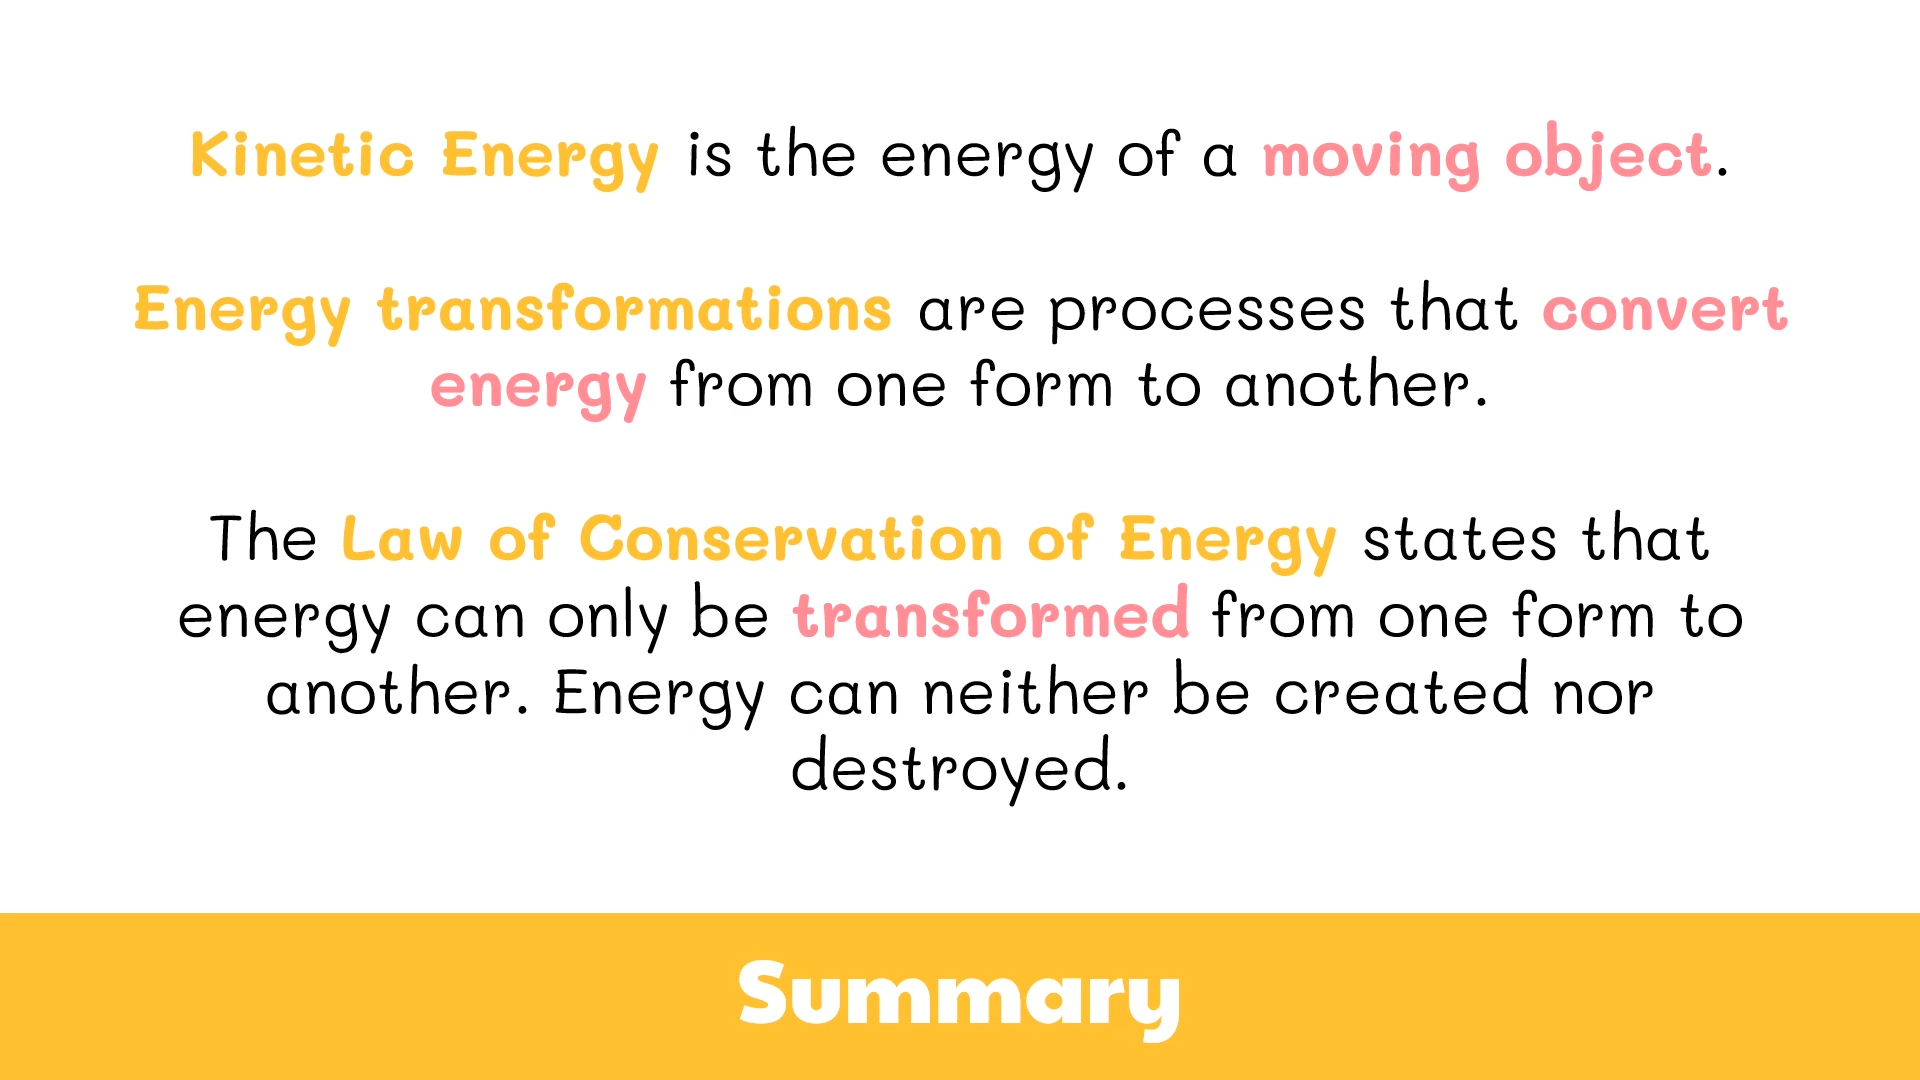 Kinetic Energy is the energy of a moving object.
Energy transformations are processes that convert
energy from one form to another.
The Law of Conservation of Energy states that
energy can only be transformed from one form to
another. Energy can neither be created nor
destroyed.
Summary